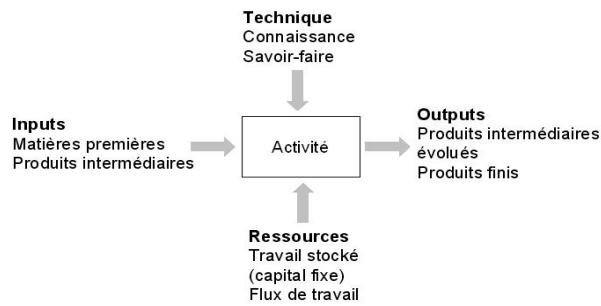 Technique
Connaissance
Savoir-faire
Inputs
Matières premières
Produits intermédiaires
Activité
Outputs
Produits intermédiaires
évolués
Produits finis
Ressources
Travail stocké
(capital fixe)
Flux de travail